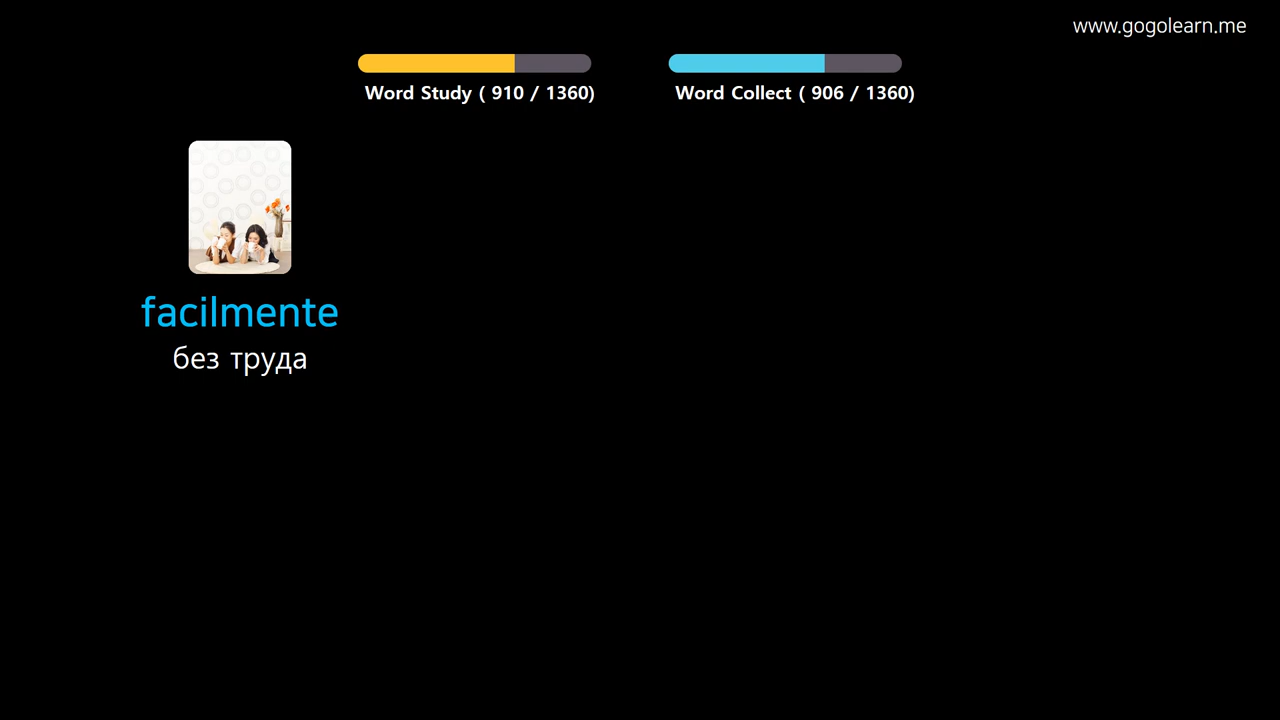 www.gogolearn.me
Word Study ( 910 / 1360)
Word Collect ( 906 / 1360)
facilmente
без труда